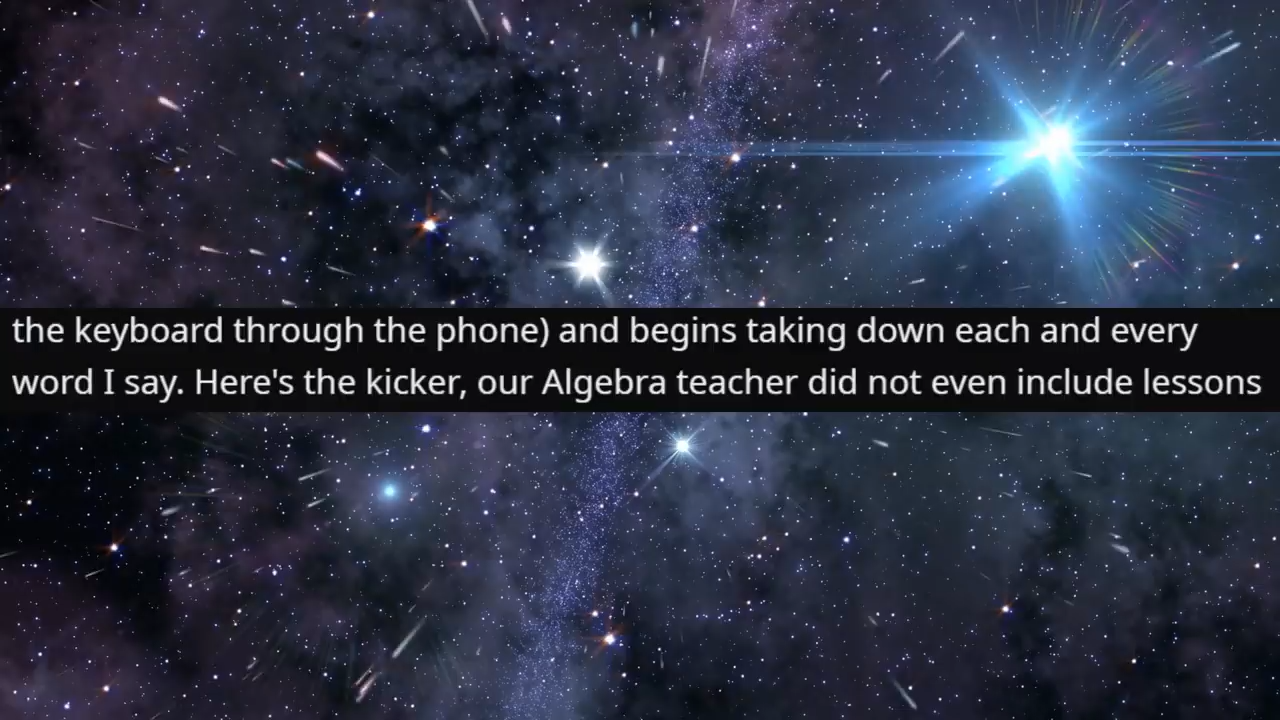 the keyboard through the phone) and begins taking down each and every
word I say. Here's the kicker, our Algebra teacher did not even include lessons